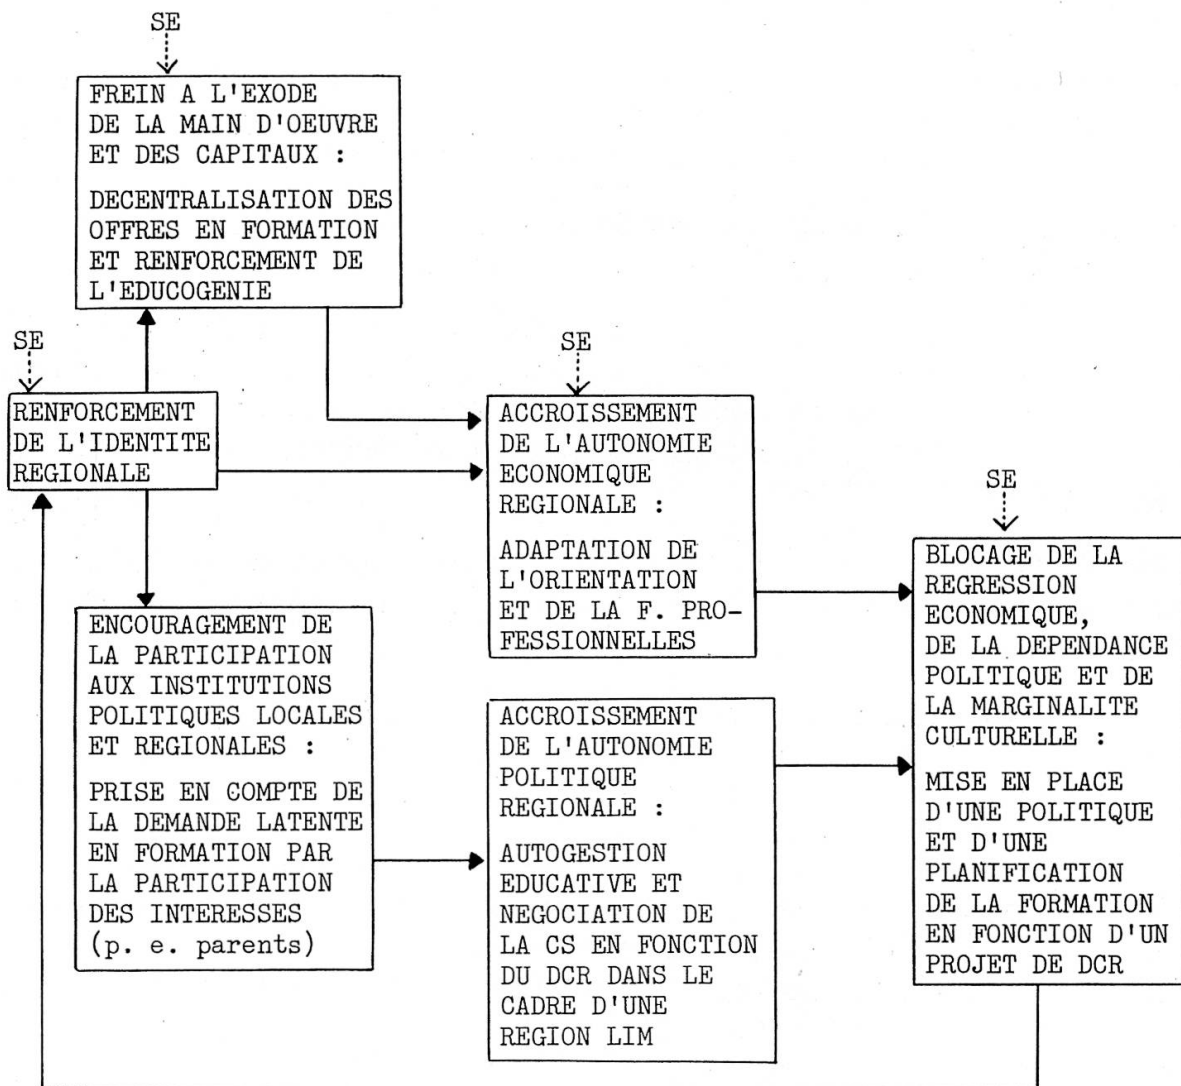 SE
FREIN A L'EXODE
DE LA MAIN D'OEUVRE
ET DES CAPITAUX :
DECENTRALISATION DES
OFFRES EN FORMATION
ET RENFORCEMENT DE
L'EDUCOGENIE
SE
RENFORCEMENT
DE L'IDENTITE
REGIONALE
SE
ACCROISSEMENT
DE L'AUTONOMIE
ECONOMIQUE
REGIONALE :
ADAPTATION DE
L'ORIENTATION
ET DE LA F. PRO-
FESSIONNELLES
ENCOURAGEMENT DE
LA PARTICIPATION
AUX INSTITUTIONS
POLITIQUES LOCALES
ET REGIONALES :
PRISE EN COMPTE DE
LA DEMANDE LATENTE
EN FORMATION PAR
LA PARTICIPATION
DES INTERESSES
(p. e. parents)
ACCROISSEMENT
DE L'AUTONOMIE
POLITIQUE
REGIONALE :
AUTOGESTION
EDUCATIVE ET
NEGOCIATION DE
LA CS EN FONCTION
DU DCR DANS LE
CADRE D'UNE
REGION LIM
SE
BLOCAGE DE LA
REGRESSION
ECONOMIQUE,
DE LA DEPENDANCE
POLITIQUE ET DE
LA MARGINALITE
CULTURELLE :
MISE EN PLACE
D'UNE POLITIQUE
ET D'UNE
PLANIFICATION
DE LA FORMATION
EN FONCTION D'UN
PROJET DE DCR